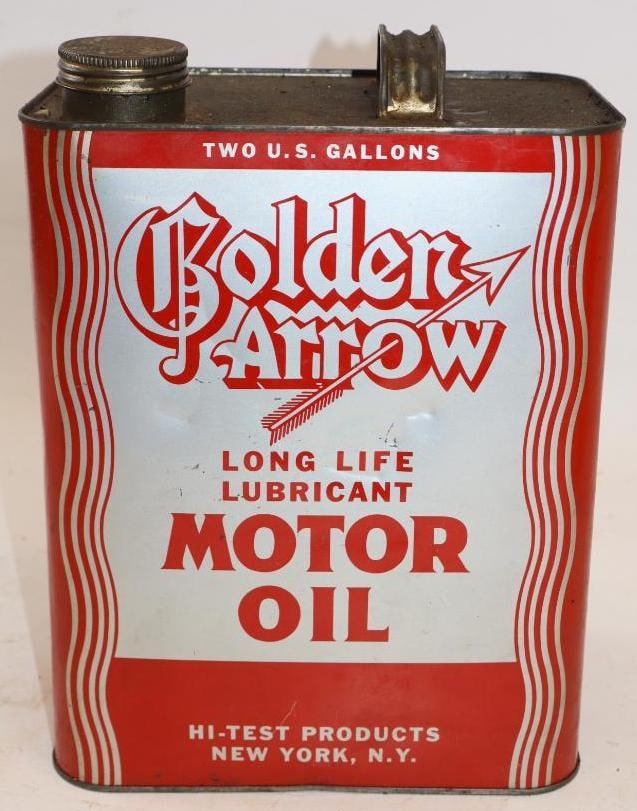 TWO U.S. GALLONS
Golden
Arrow
LONG LIFE
LUBRICANT
MOTOR
OIL
HI-TEST PRODUCTS
NEW YORK, N.Y.